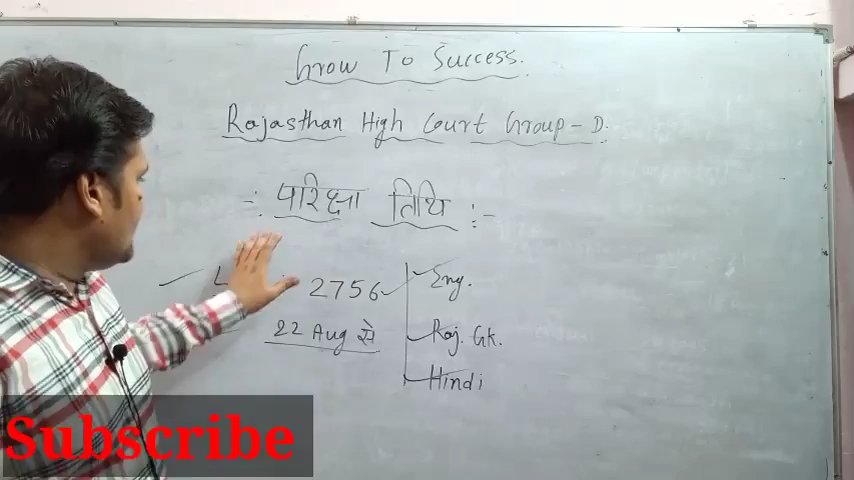 Grow To Success.
Rajasthan High Court Group - D.
-: परिक्षा तिथि :-
L 2756
22 Aug से
Eng.
Raj. Gk.
Hindi
Subscribe